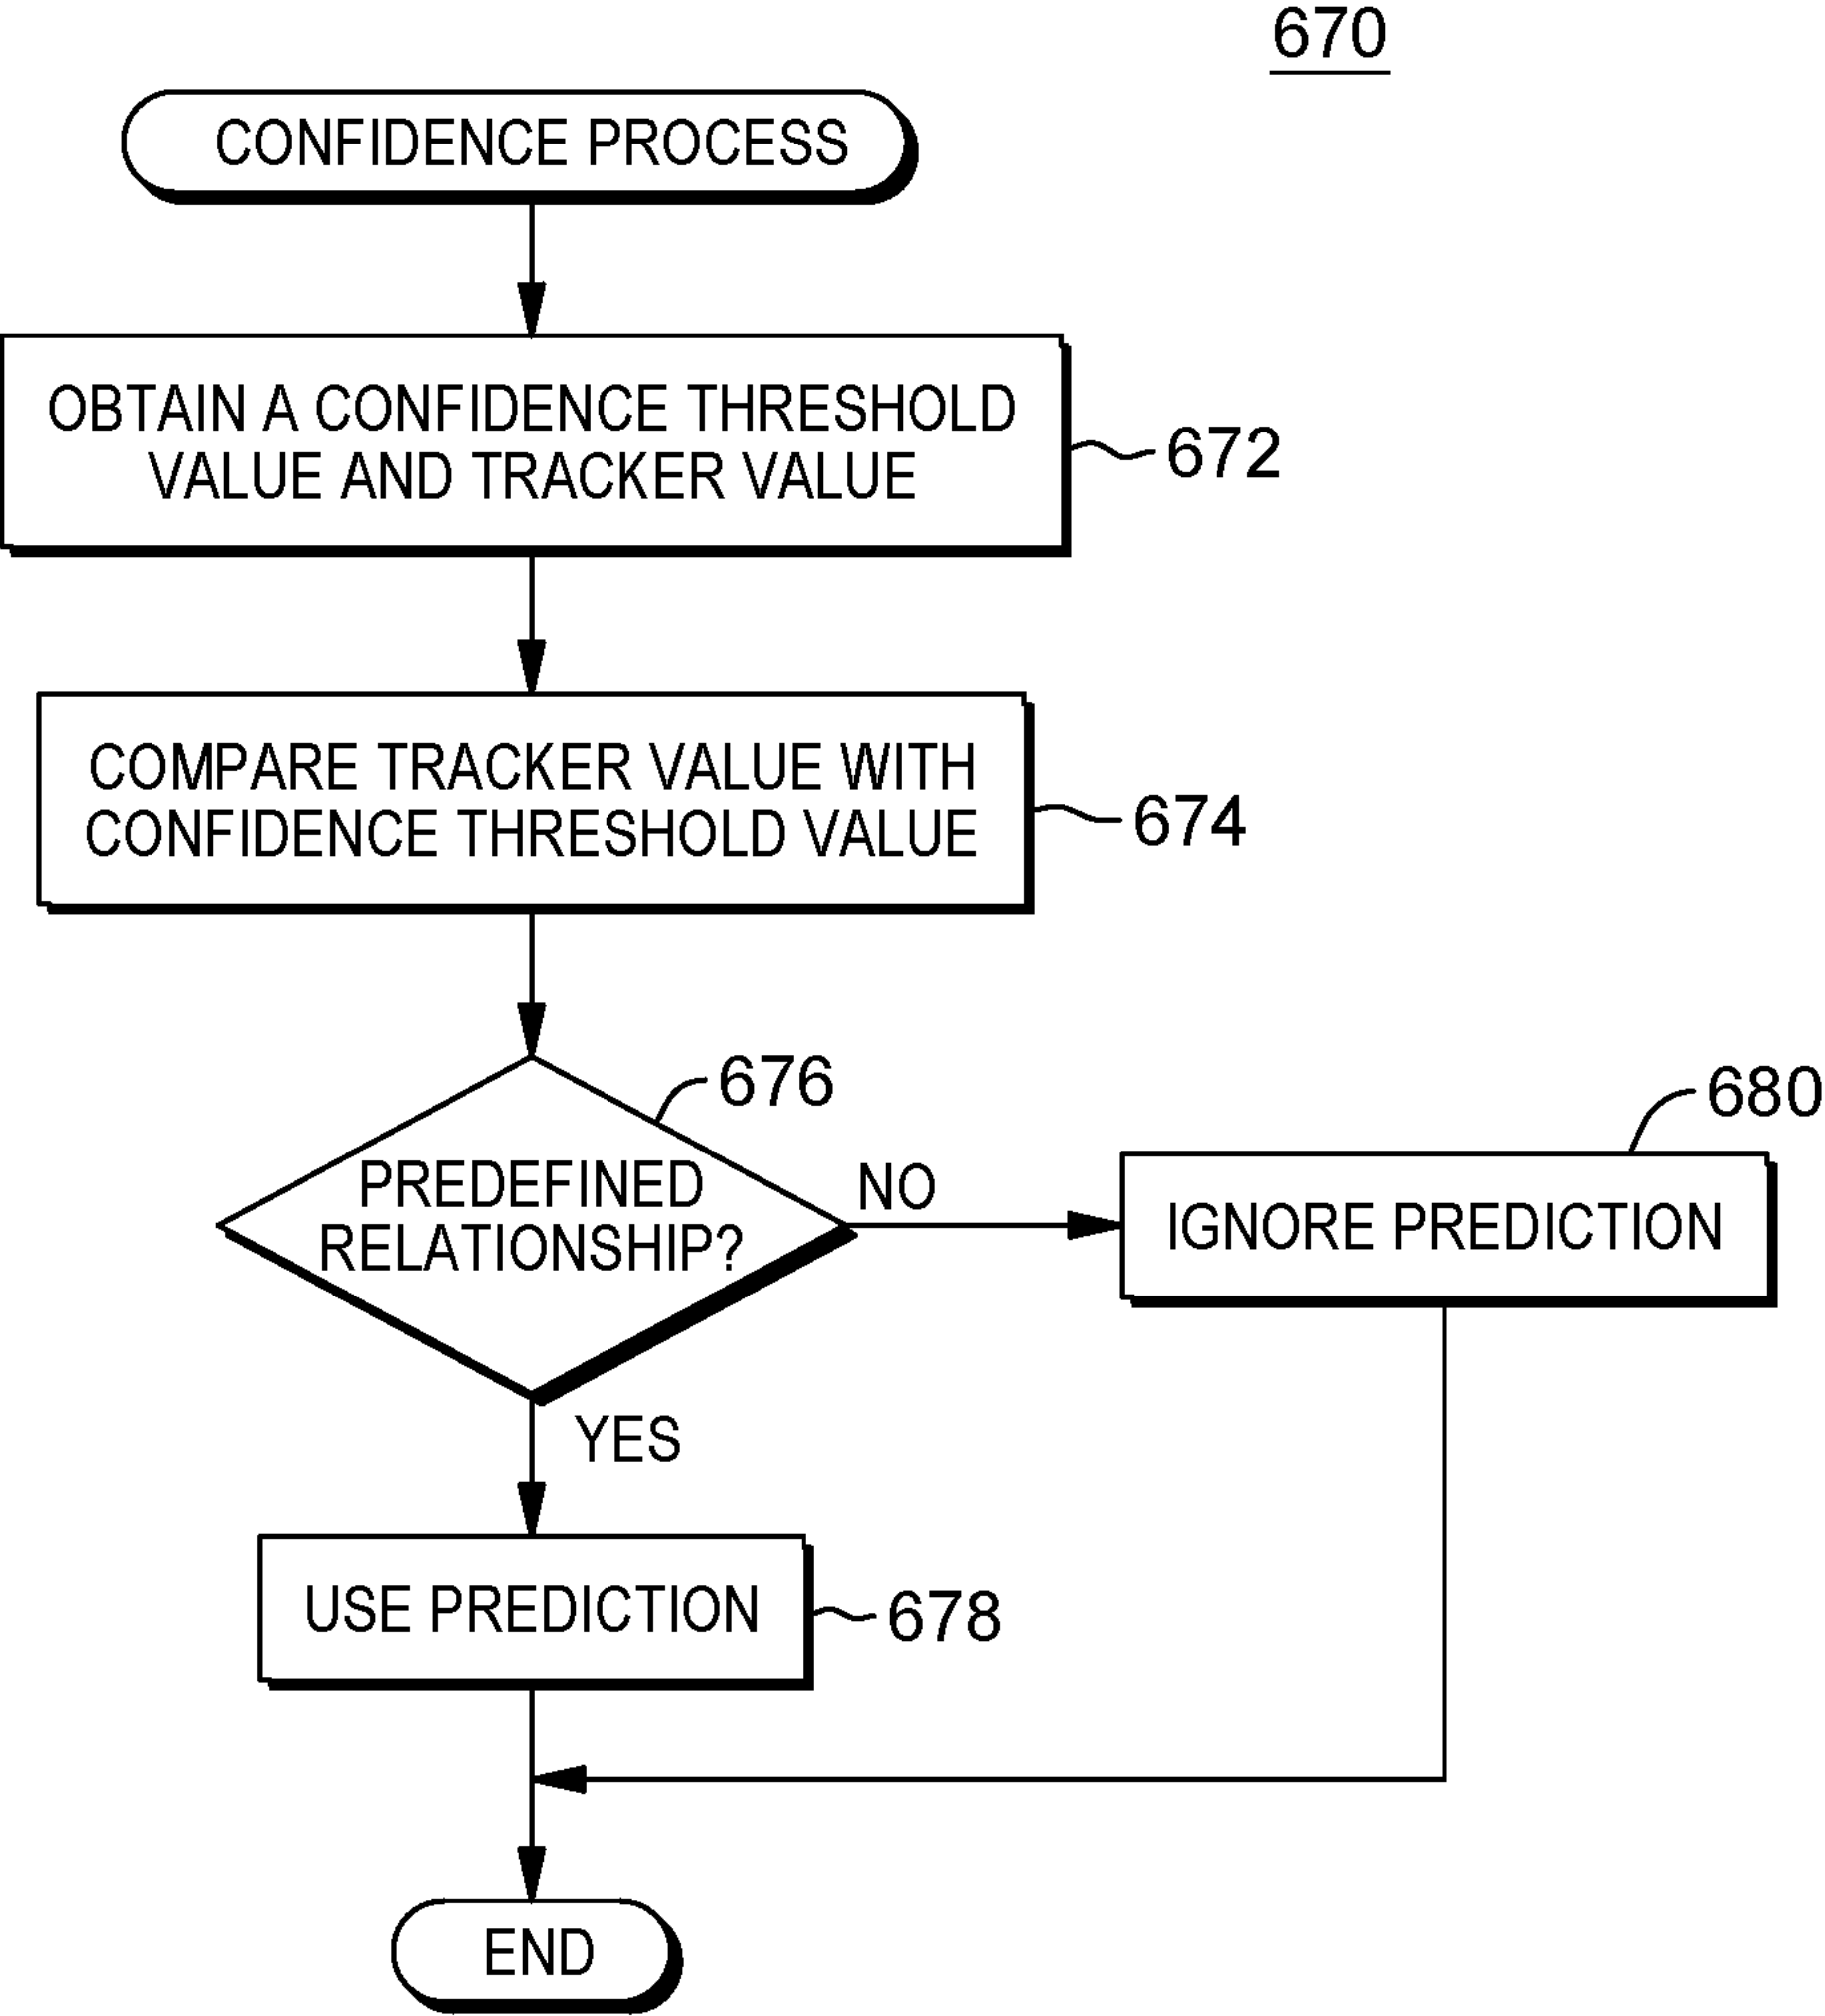 670
CONFIDENCE PROCESS
OBTAIN A CONFIDENCE THRESHOLD
VALUE AND TRACKER VALUE
672
COMPARE TRACKER VALUE WITH
CONFIDENCE THRESHOLD VALUE
674
676
PREDEFINED
RELATIONSHIP?
NO
680
IGNORE PREDICTION
YES
USE PREDICTION
678
END